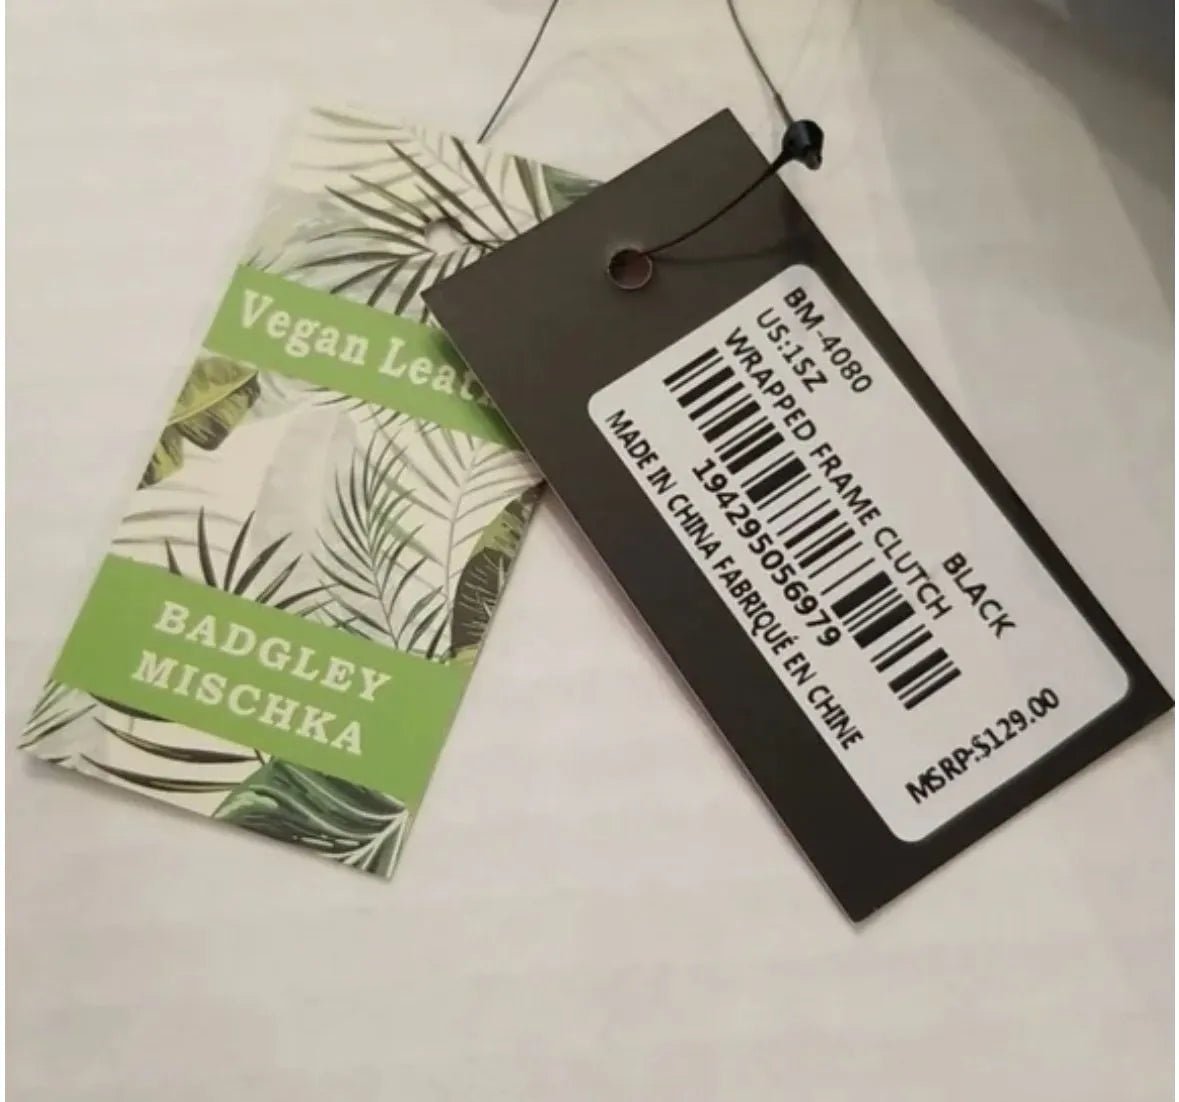 Vegan Leat
BADGLEY
MISCHKA
BM-4080
US:1SZ
BLACK
WRAPPED FRAME CLUTCH
194295056979
MADE IN CHINA FABRIQUÉ EN CHINE
MSRP:$129.00